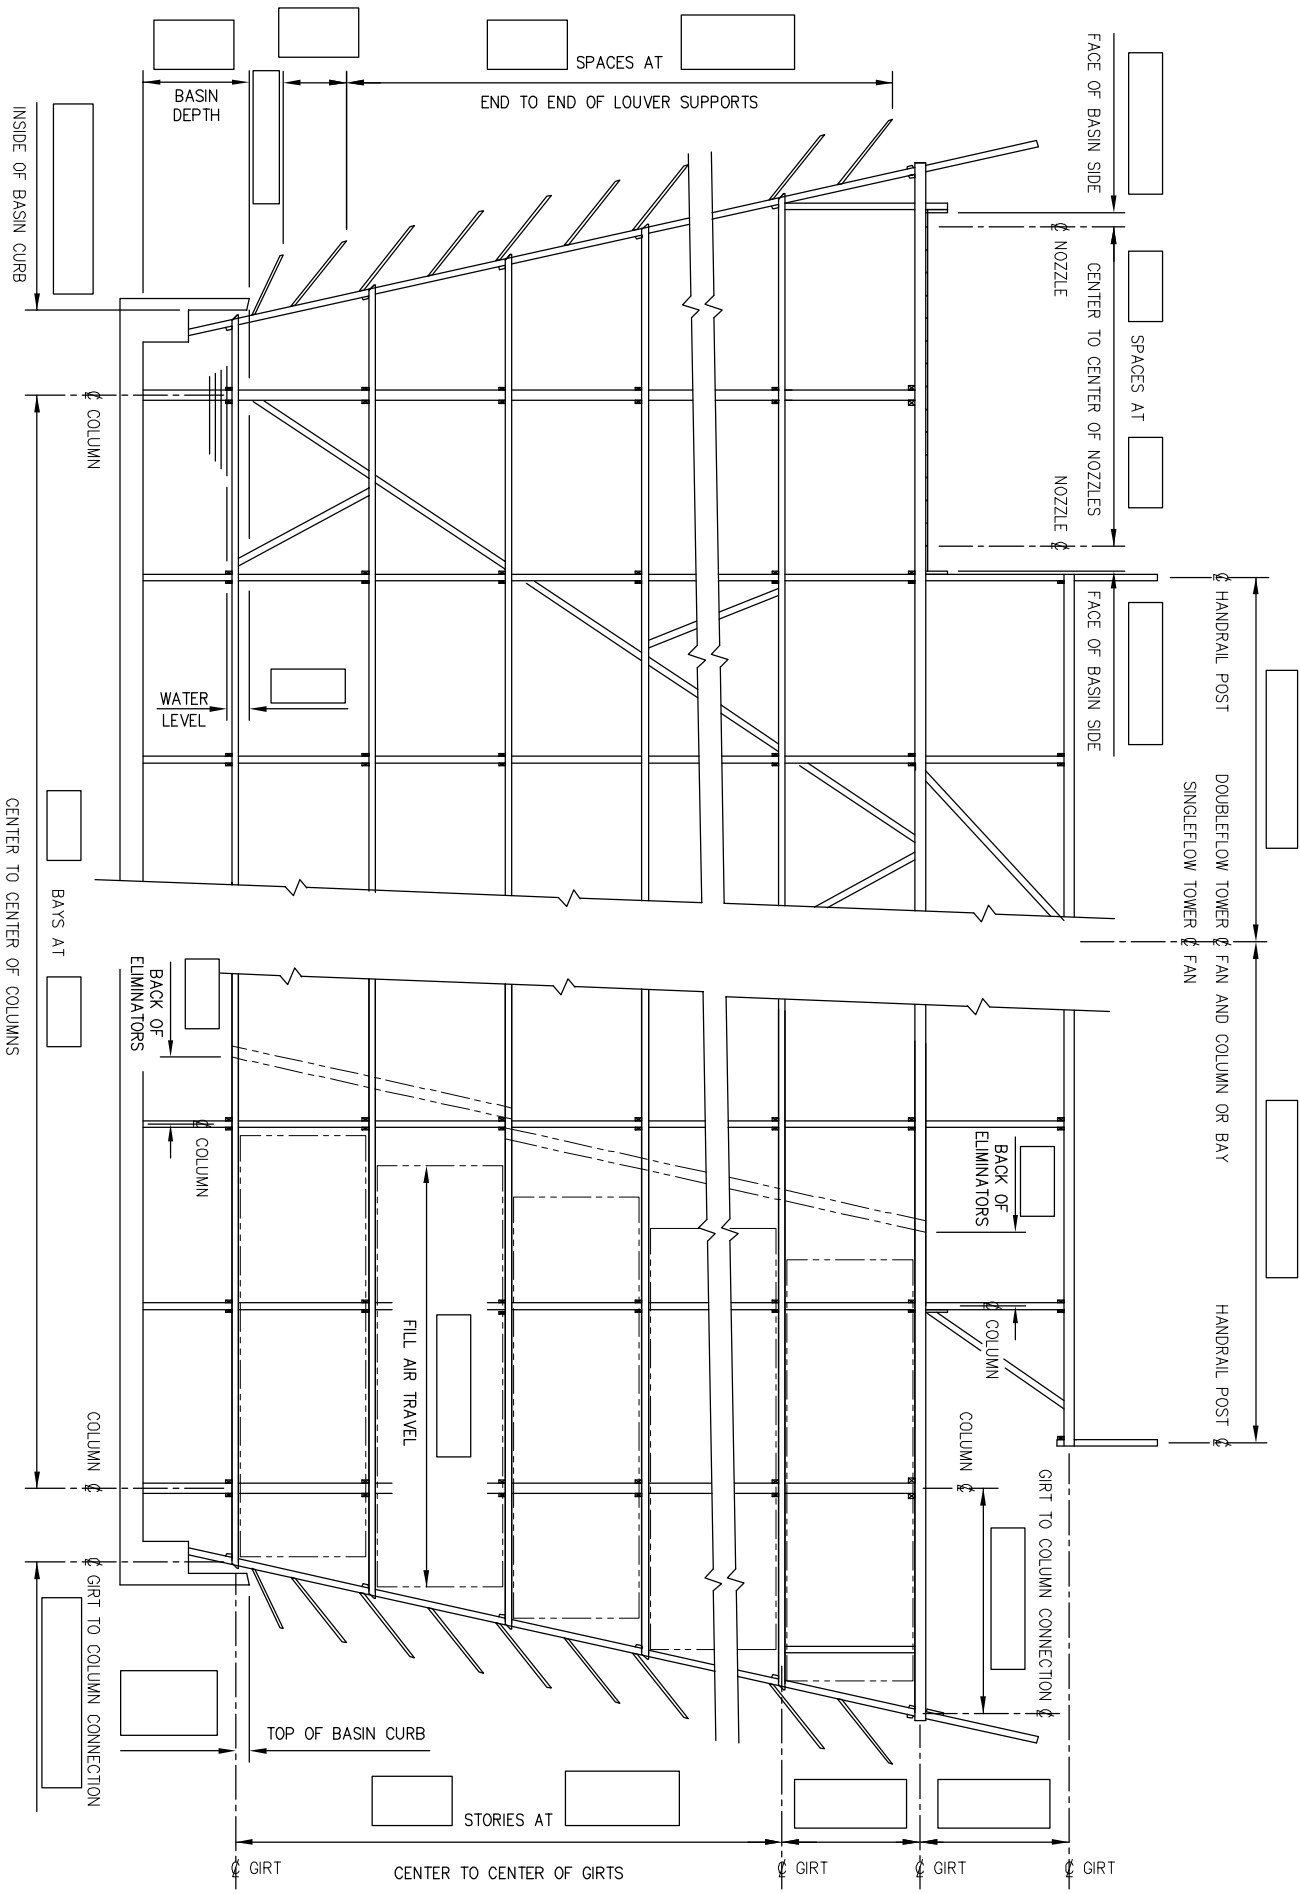 SPACES AT
END TO END OF LOUVER SUPPORTS
BASIN
DEPTH
INSIDE OF BASIN CURB
FACE OF BASIN SIDE
℄ NOZZLE
CENTER TO CENTER OF NOZZLES
SPACES AT
NOZZLE ℄
FACE OF BASIN SIDE
℄ HANDRAIL POST
DOUBLEFLOW TOWER ℄ FAN AND COLUMN OR BAY
SINGLEFLOW TOWER ℄ FAN
HANDRAIL POST ℄
℄ COLUMN
WATER
LEVEL
BAYS AT
CENTER TO CENTER OF COLUMNS
BACK OF
ELIMINATORS
℄ COLUMN
BACK OF
ELIMINATORS
℄ COLUMN
FILL AIR TRAVEL
COLUMN ℄
COLUMN ℄
GIRT TO COLUMN CONNECTION ℄
℄ GIRT TO COLUMN CONNECTION
TOP OF BASIN CURB
STORIES AT
CENTER TO CENTER OF GIRTS
℄ GIRT
℄ GIRT
℄ GIRT
℄ GIRT